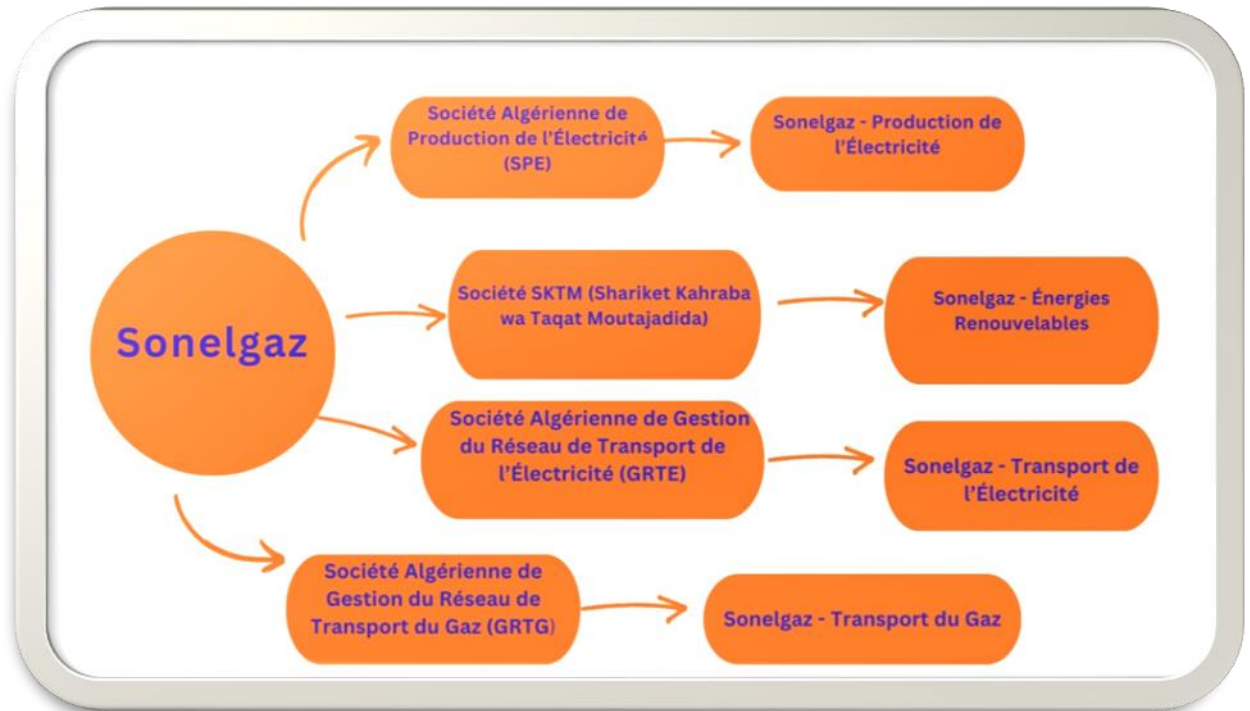 Société Algérienne de
Production de l'Électricité
(SPE)
Sonelgaz - Production de
l'Électricité
Sonelgaz
Société SKTM (Shariket Kahraba
wa Taqat Moutajadida)
Sonelgaz - Énergies
Renouvelables
Société Algérienne de Gestion
du Réseau de Transport de
l'Électricité (GRTE)
Sonelgaz - Transport de
l'Électricité
Société Algérienne de
Gestion du Réseau de
Transport du Gaz (GRTG)
Sonelgaz - Transport du Gaz